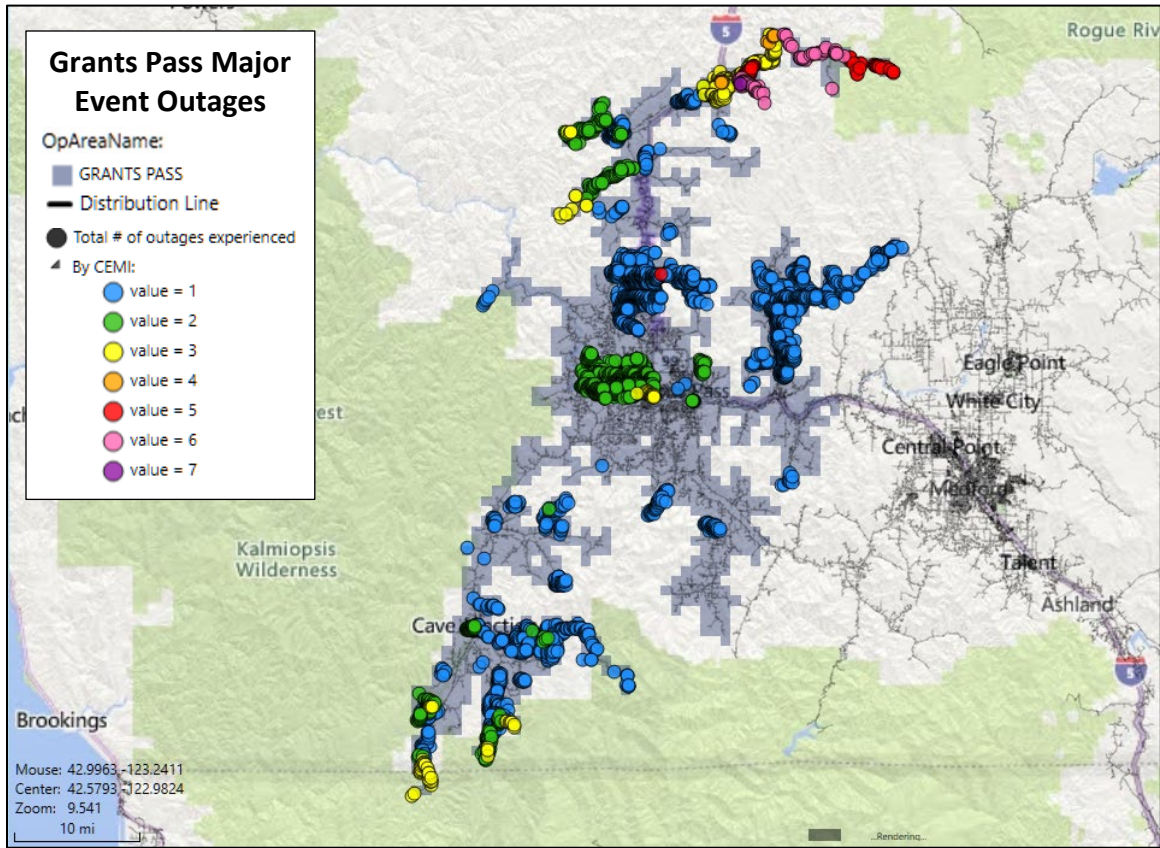 Grants Pass Major
Event Outages
OpAreaName:
GRANTS PASS
Distribution Line
Total # of outages experienced
By CEMI:
value = 1
value = 2
value = 3
value = 4
value = 5
value = 6
value = 7
5
Rogue Riv
99
Eagle Point
White City
Central Point
Medford
Talent
Ashland
5
Kalmiopsis
Wilderness
Cave
Brookings
Mouse: 42.9963,-123.2411
Center: 42.5793,-122.9824
Zoom: 9.541
10 mi
...Rendering...